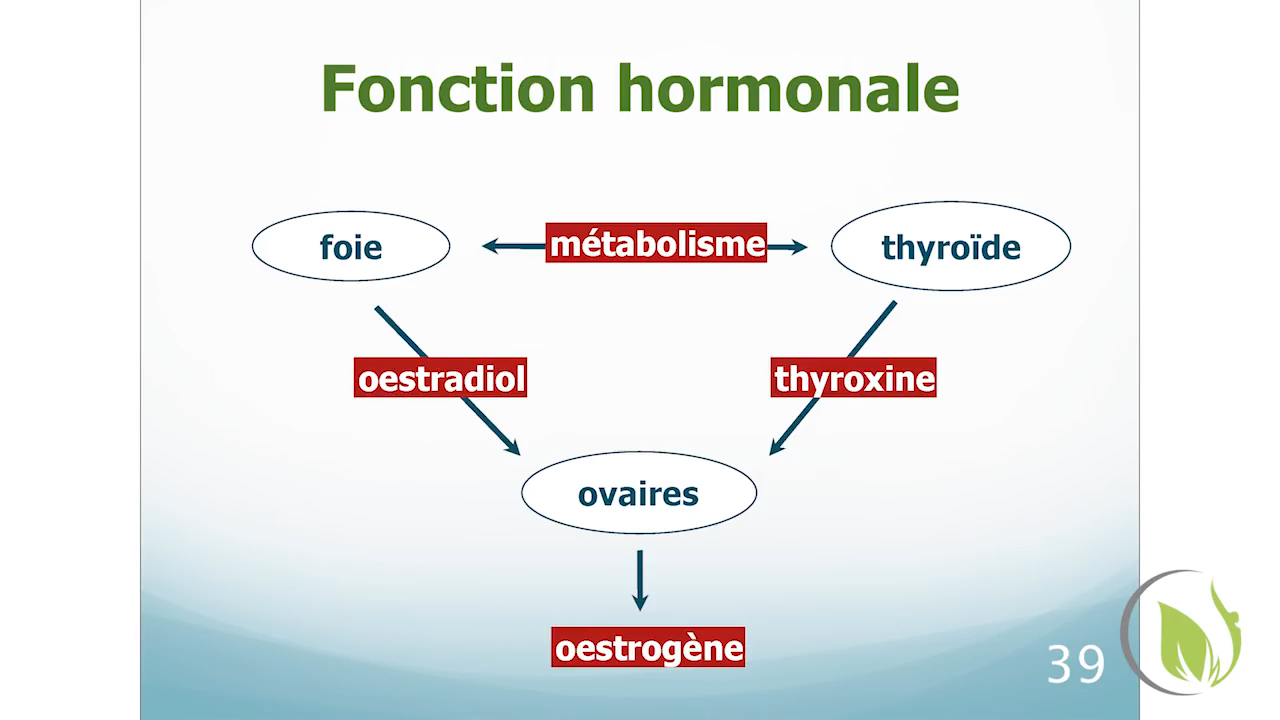 Fonction hormonale
foie
métabolisme
thyroïde
oestradiol
thyroxine
ovaires
oestrogène
39